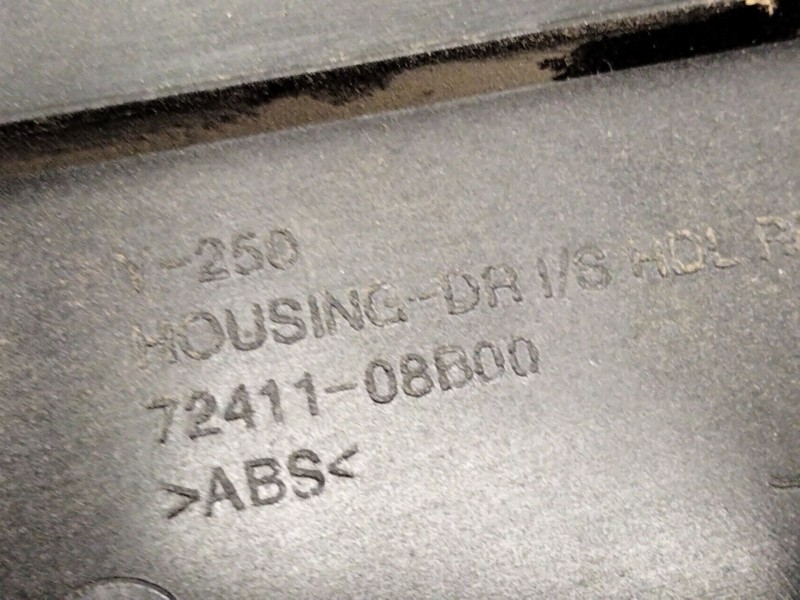 Y-250
HOUSING-DR I/S HDL
72411-08B00
>ABS<